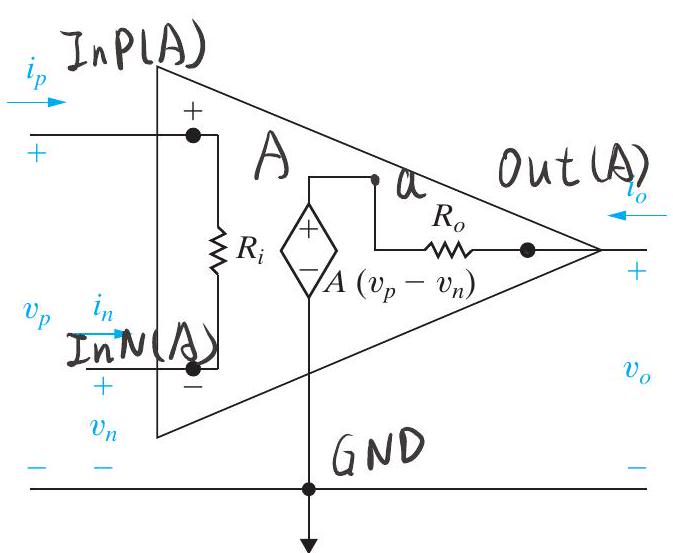 InP(A)
i_p
+
+
A
a
Out(A)
i_o
R_o
R_i
+
−
A (v_p − v_n)
+
v_p
i_n
InN(A)
+
−
v_n
v_o
GND
−
−
−